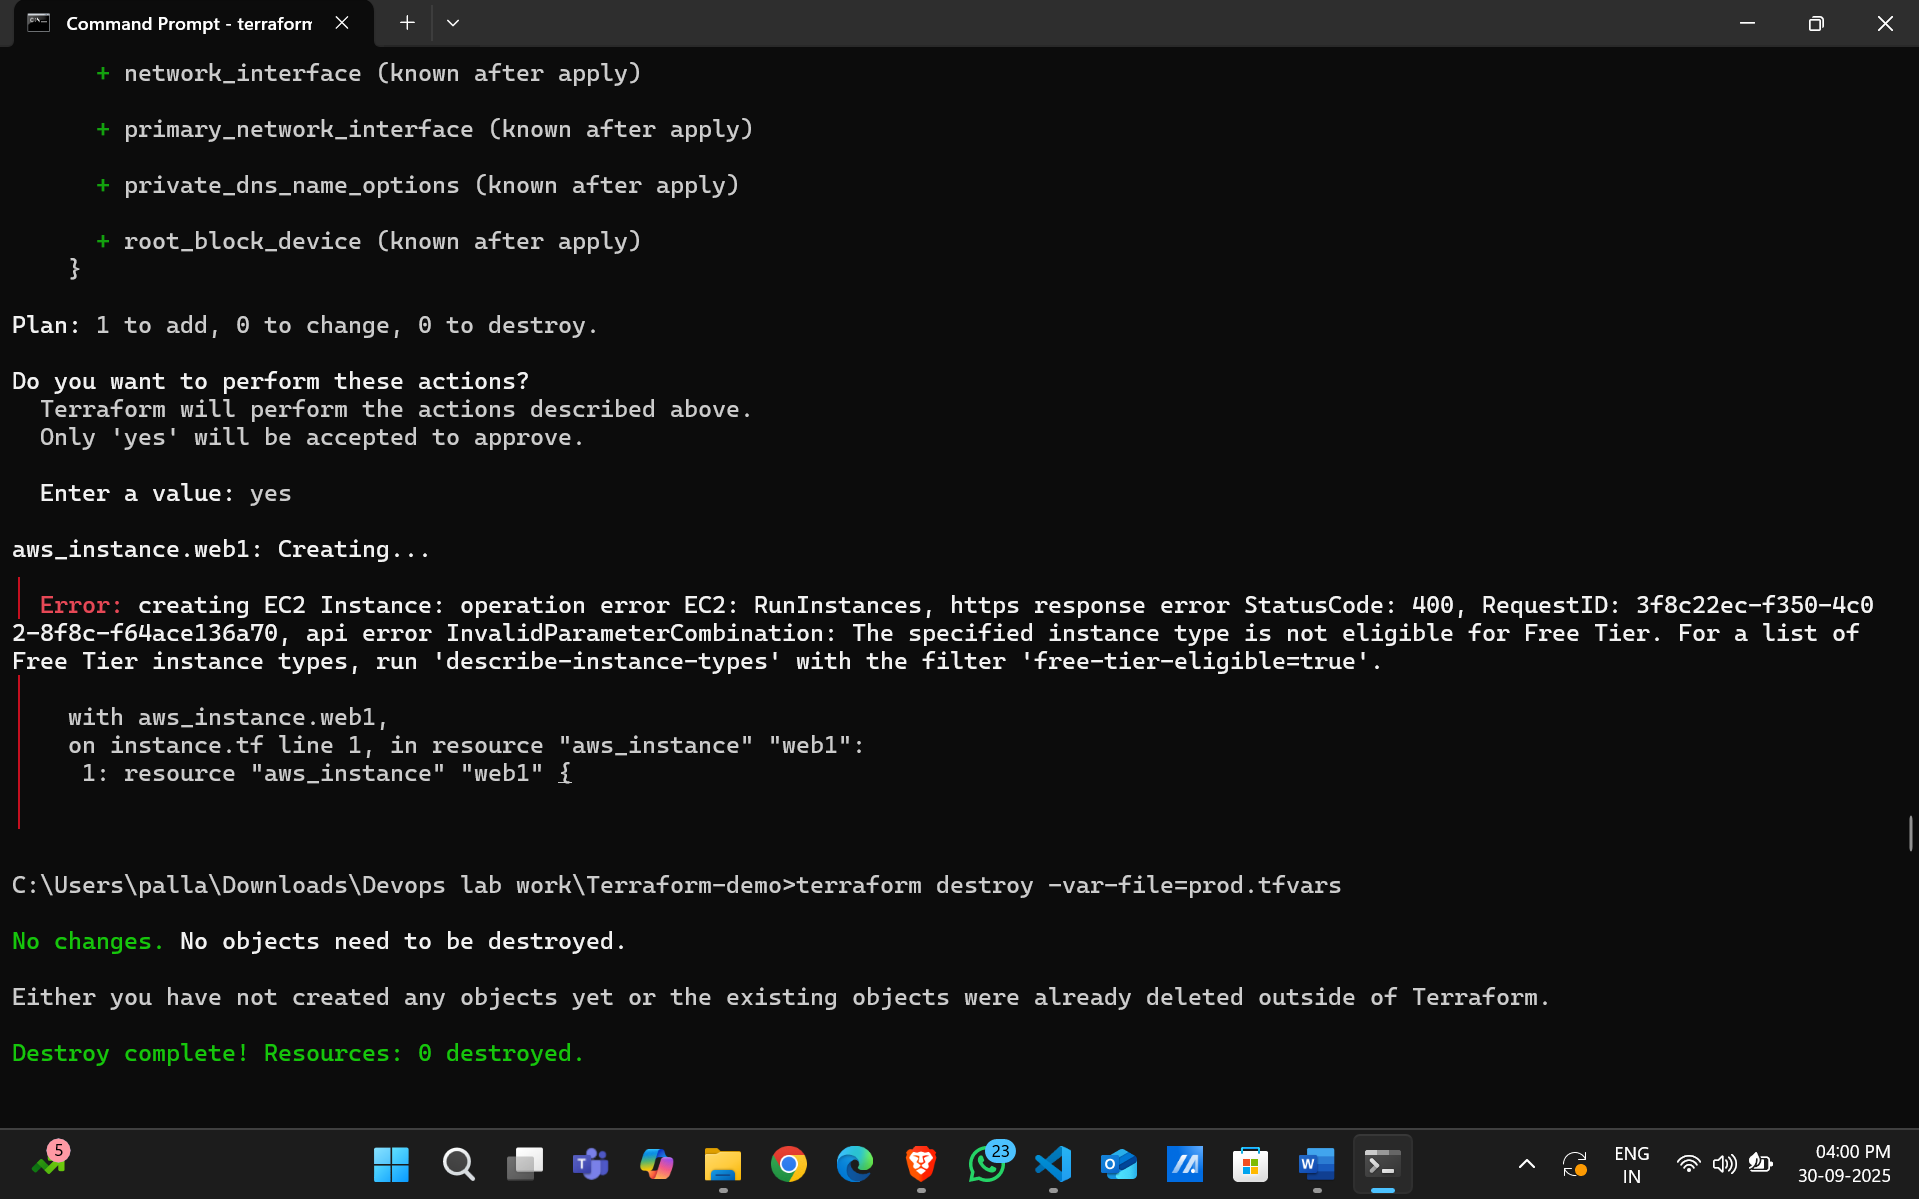 Command Prompt - terraform
+ network_interface (known after apply)
+ primary_network_interface (known after apply)
+ private_dns_name_options (known after apply)
+ root_block_device (known after apply)
}
Plan: 1 to add, 0 to change, 0 to destroy.
Do you want to perform these actions?
Terraform will perform the actions described above.
Only 'yes' will be accepted to approve.
Enter a value: yes
aws_instance.web1: Creating...
Error: creating EC2 Instance: operation error EC2: RunInstances, https response error StatusCode: 400, RequestID: 3f8c22ec-f350-4c0
2-8f8c-f64ace136a70, api error InvalidParameterCombination: The specified instance type is not eligible for Free Tier. For a list of
Free Tier instance types, run 'describe-instance-types' with the filter 'free-tier-eligible=true'.
with aws_instance.web1,
on instance.tf line 1, in resource "aws_instance" "web1":
1: resource "aws_instance" "web1" {
C:\Users\palla\Downloads\Devops lab work\Terraform-demo>terraform destroy -var-file=prod.tfvars
No changes. No objects need to be destroyed.
Either you have not created any objects yet or the existing objects were already deleted outside of Terraform.
Destroy complete! Resources: 0 destroyed.
5
23
ENG
IN
04:00 PM
30-09-2025